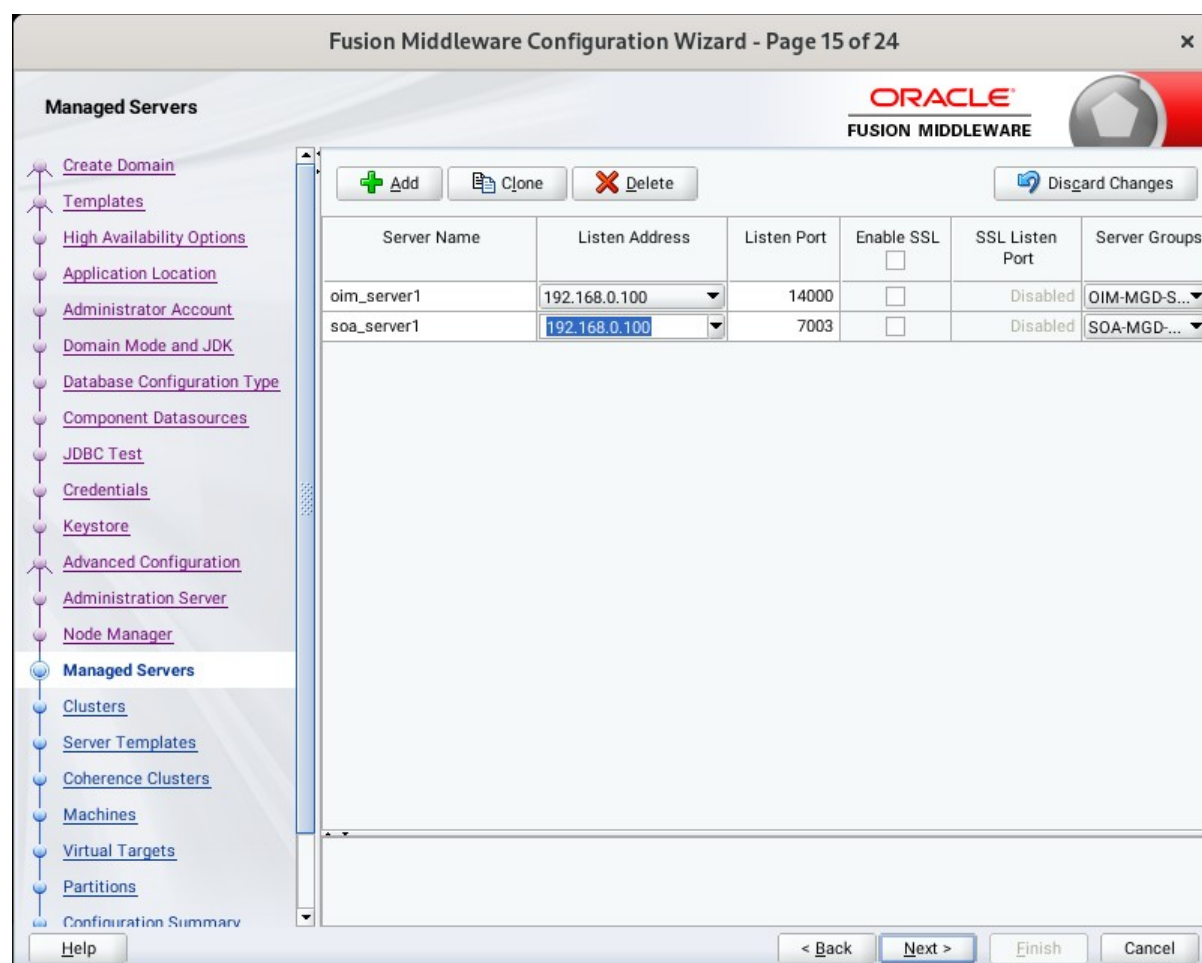 Fusion Middleware Configuration Wizard - Page 15 of 24
Managed Servers
ORACLE
FUSION MIDDLEWARE
Create Domain
Templates
High Availability Options
Application Location
Administrator Account
Domain Mode and JDK
Database Configuration Type
Component Datasources
JDBC Test
Credentials
Keystore
Advanced Configuration
Administration Server
Node Manager
Managed Servers
Clusters
Server Templates
Coherence Clusters
Machines
Virtual Targets
Partitions
Configuration Summary
Add Clone Delete Discard Changes
Server Name Listen Address Listen Port Enable SSL SSL Listen Port Server Groups
oim_server1 192.168.0.100 14000 Disabled OIM-MGD-S...
soa_server1 192.168.0.100 7003 Disabled SOA-MGD-...
Help < Back Next > Finish Cancel